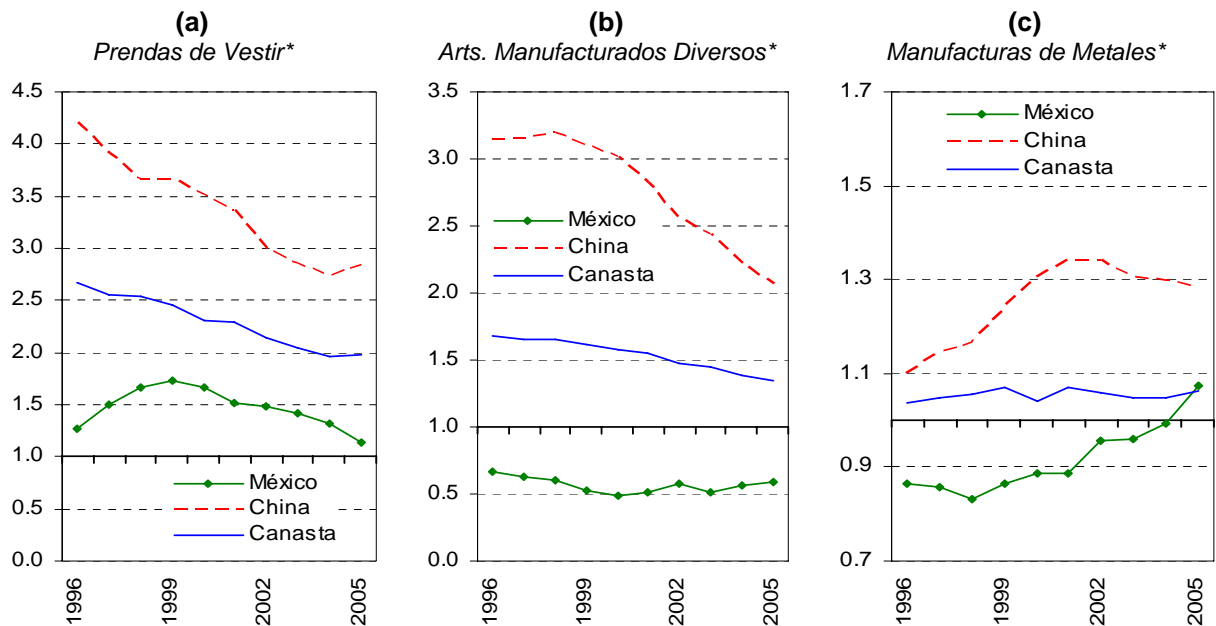 (a)
Prendas de Vestir*
4.5
4.0
3.5
3.0
2.5
2.0
1.5
1.0
0.5
0.0
México
China
Canasta
1996
1999
2002
2005
(b)
Arts. Manufacturados Diversos*
3.5
3.0
2.5
2.0
1.5
1.0
0.5
0.0
México
China
Canasta
1996
1999
2002
2005
(c)
Manufacturas de Metales*
1.7
1.5
1.3
1.1
0.9
0.7
México
China
Canasta
1996
1999
2002
2005